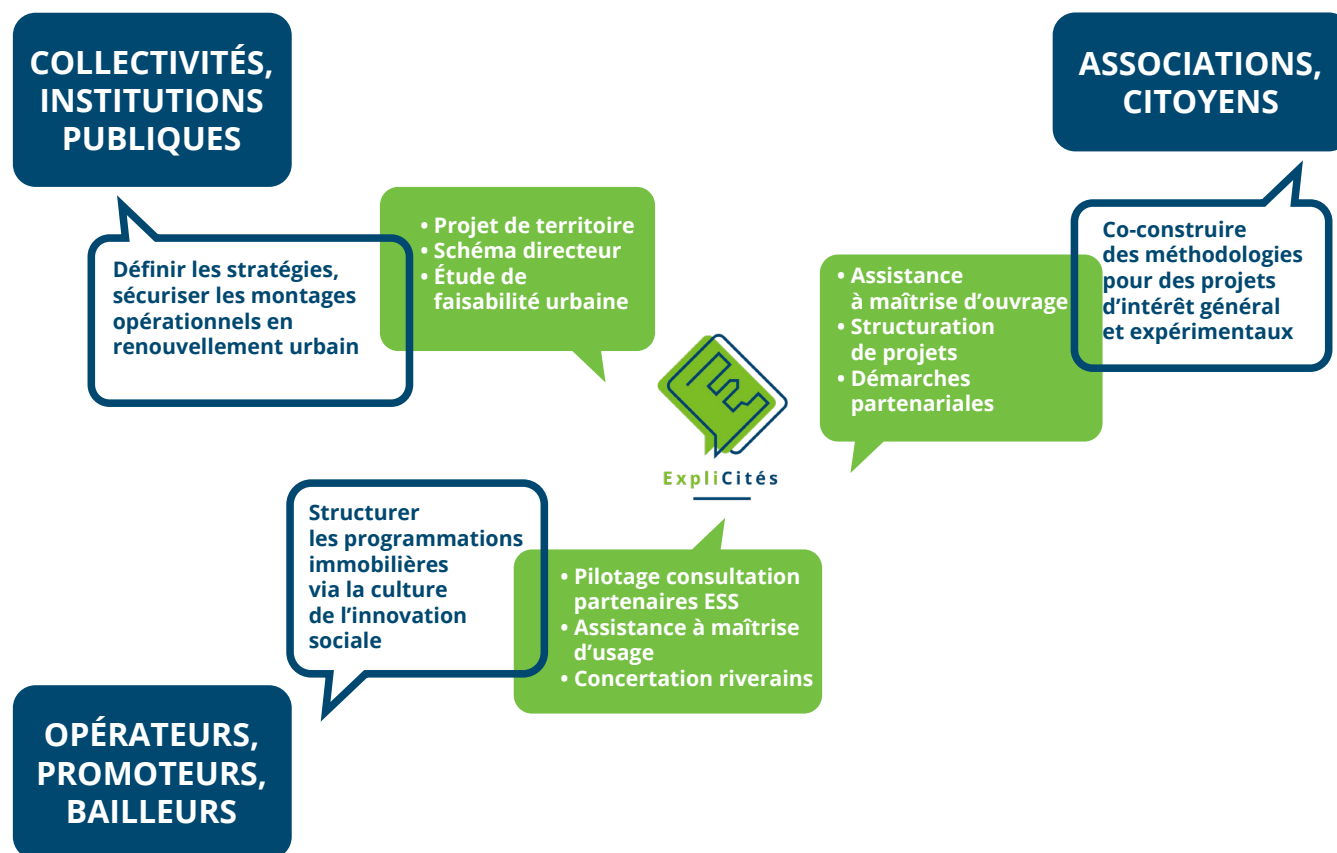 COLLECTIVITÉS,
INSTITUTIONS
PUBLIQUES
Définir les stratégies,
sécuriser les montages
opérationnels en
renouvellement urbain
• Projet de territoire
• Schéma directeur
• Étude de
faisabilité urbaine
ASSOCIATIONS,
CITOYENS
Co-construire
des méthodologies
pour des projets
d’intérêt général
et expérimentaux
• Assistance
à maîtrise d’ouvrage
• Structuration
de projets
• Démarches
partenariales
ExpliCités
Structurer
les programmations
immobilières
via la culture
de l’innovation
sociale
• Pilotage consultation
partenaires ESS
• Assistance à maîtrise
d’usage
• Concertation riverains
OPÉRATEURS,
PROMOTEURS,
BAILLEURS